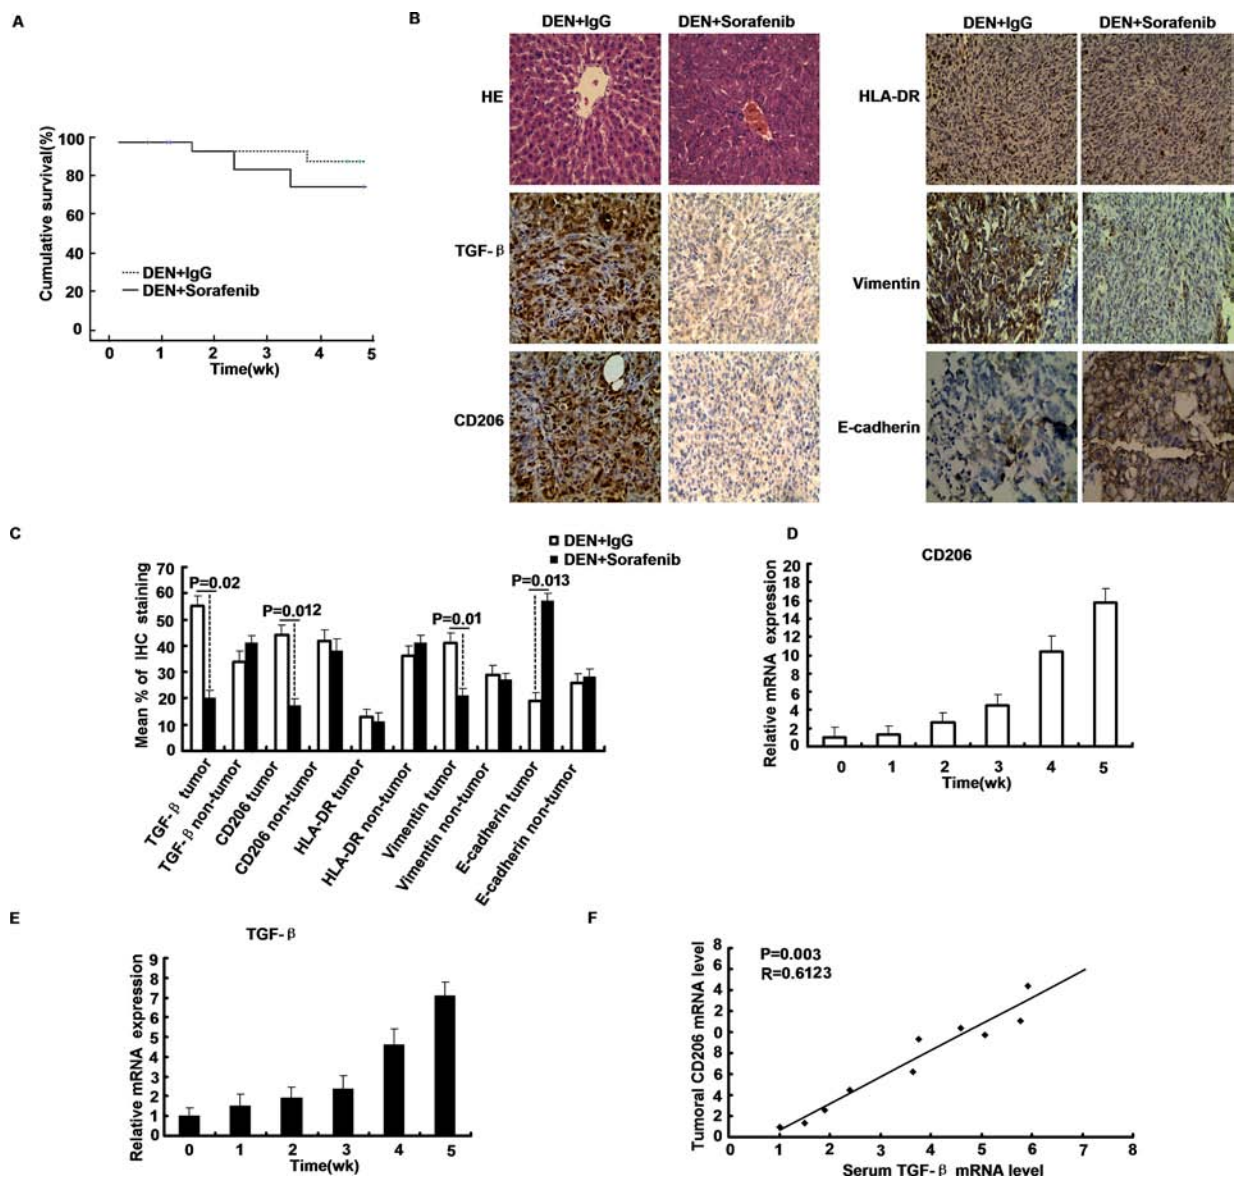 A
Cumulative survival(%)
100
80
60
40
20
0
DEN+IgG
DEN+Sorafenib
0 1 2 3 4 5
Time(wk)
B
DEN+IgG DEN+Sorafenib DEN+IgG DEN+Sorafenib
HE
HLA-DR
TGF-β
Vimentin
CD206
E-cadherin
C
DEN+IgG
DEN+Sorafenib
Mean % of IHC staining
70
60
50
40
30
20
10
0
P=0.02
P=0.012
P=0.01
P=0.013
TGF-β tumor
TGF-β non-tumor
CD206 tumor
CD206 non-tumor
HLA-DR tumor
HLA-DR non-tumor
Vimentin tumor
Vimentin non-tumor
E-cadherin tumor
E-cadherin non-tumor
D
CD206
Relative mRNA expression
20
18
16
14
12
10
8
6
4
2
0 1 2 3 4 5
Time(wk)
E
TGF-β
Relative mRNA expression
9
8
7
6
5
4
3
2
1
0
0 1 2 3 4 5
Time(wk)
F
P=0.003
R=0.6123
Tumoral CD206 mRNA level
8
6
4
2
0
8
6
4
2
0
0 1 2 3 4 5 6 7 8
Serum TGF-β mRNA level